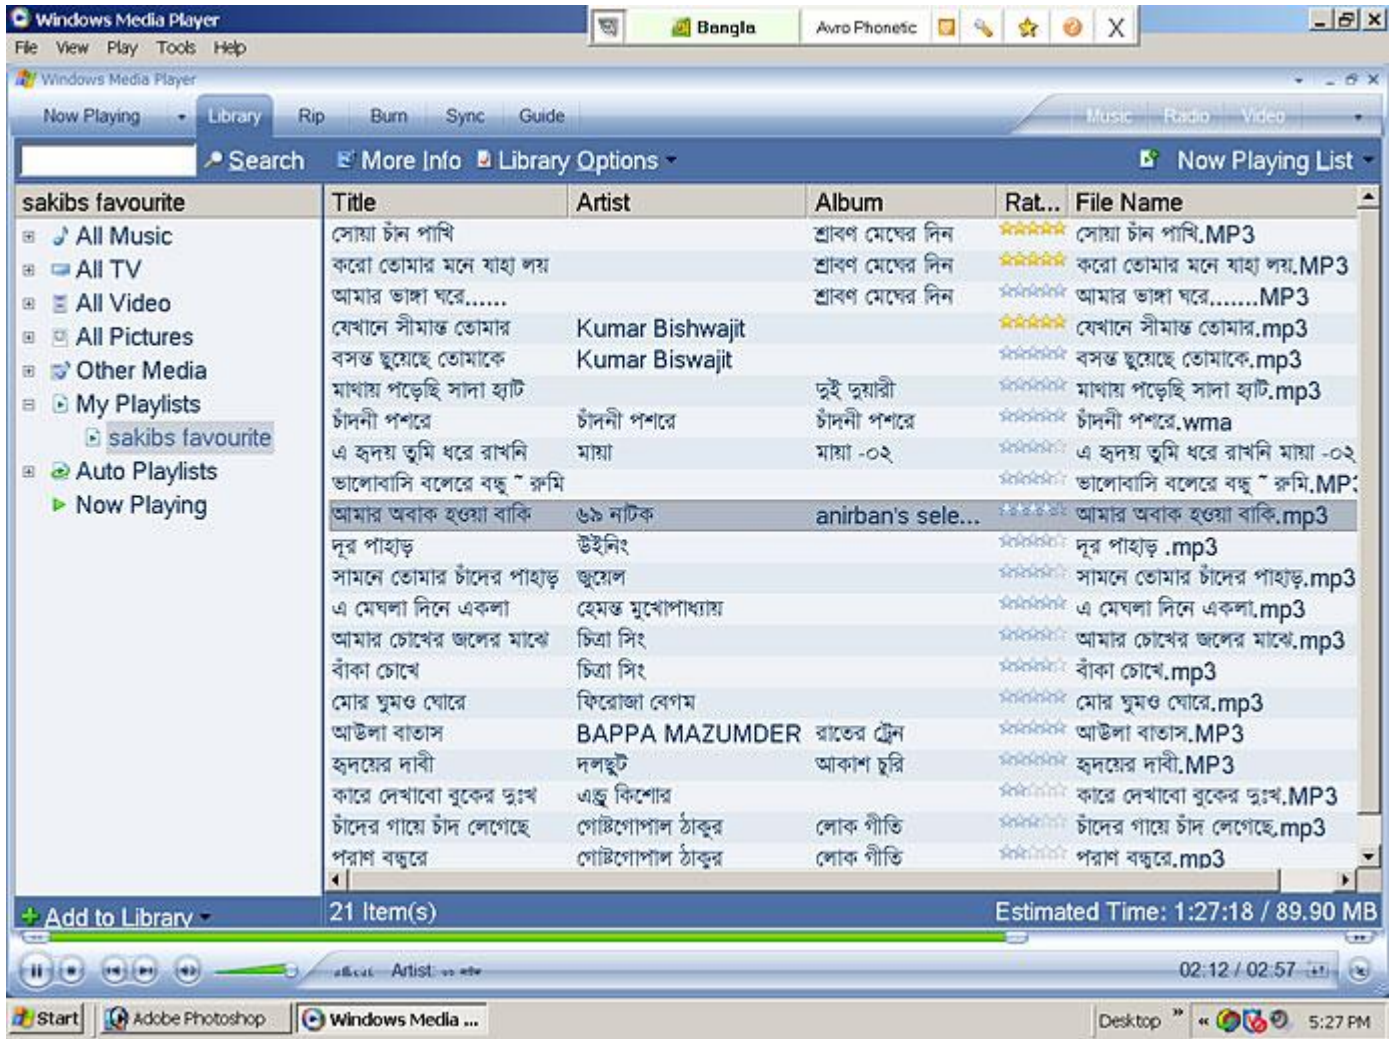 Windows Media Player
Bangla
Avro Phonetic
X
File View Play Tools Help
Windows Media Player
Now Playing Library Rip Burn Sync Guide Music Radio Video
Search More Info Library Options Now Playing List
sakibs favourite Title Artist Album Rat... File Name
All Music
All TV
All Video
All Pictures
Other Media
My Playlists
sakibs favourite
Auto Playlists
Now Playing
সোয়া চাঁন পাখি শ্রাবণ মেঘের দিন সোয়া চাঁন পাখি.MP3
করো তোমার মনে যাহা লয় শ্রাবণ মেঘের দিন করো তোমার মনে যাহা লয়.MP3
আমার ভাঙ্গা ঘরে...... শ্রাবণ মেঘের দিন আমার ভাঙ্গা ঘরে.......MP3
যেখানে সীমান্ত তোমার Kumar Bishwajit যেখানে সীমান্ত তোমার.mp3
বসন্ত ছুয়েছে তোমাকে Kumar Biswajit বসন্ত ছুয়েছে তোমাকে.mp3
মাথায় পড়েছি সাদা হ্যাট দুই দুয়ারী মাথায় পড়েছি সাদা হ্যাট.mp3
চাঁদনী পশরে চাঁদনী পশরে চাঁদনী পশরে চাঁদনী পশরে.wma
এ হৃদয় তুমি ধরে রাখনি মায়া মায়া -০২ এ হৃদয় তুমি ধরে রাখনি মায়া -০২
ভালোবাসি বলেরে বন্ধু ~ রুমি ভালোবাসি বলেরে বন্ধু ~ রুমি.MP
আমার অবাক হওয়া বাকি ৬৯ নাটক anirban's sele... আমার অবাক হওয়া বাকি.mp3
দূর পাহাড় উইনিং দূর পাহাড় .mp3
সামনে তোমার চাঁদের পাহাড় জুয়েল সামনে তোমার চাঁদের পাহাড়.mp3
এ মেঘলা দিনে একলা হেমন্ত মুখোপাধ্যায় এ মেঘলা দিনে একলা.mp3
আমার চোখের জলের মাঝে চিত্রা সিং আমার চোখের জলের মাঝে.mp3
বাঁকা চোখে চিত্রা সিং বাঁকা চোখে.mp3
মোর ঘুমও ঘোরে ফিরোজা বেগম মোর ঘুমও ঘোরে.mp3
আউলা বাতাস BAPPA MAZUMDER রাতের ট্রেন আউলা বাতাস.MP3
হৃদয়ের দাবী দলছুট আকাশ চুরি হৃদয়ের দাবী.MP3
কারে দেখাবো বুকের দুঃখ এন্ড্রু কিশোর কারে দেখাবো বুকের দুঃখ.MP3
চাঁদের গায়ে চাঁদ লেগেছে গোষ্টগোপাল ঠাকুর লোক গীতি চাঁদের গায়ে চাঁদ লেগেছে.mp3
পরাণ বন্ধুরে গোষ্টগোপাল ঠাকুর লোক গীতি পরাণ বন্ধুরে.mp3
Add to Library 21 Item(s) Estimated Time: 1:27:18 / 89.90 MB
Artist: 02:12 / 02:57
Start Adobe Photoshop Windows Media ... Desktop » « 5:27 PM